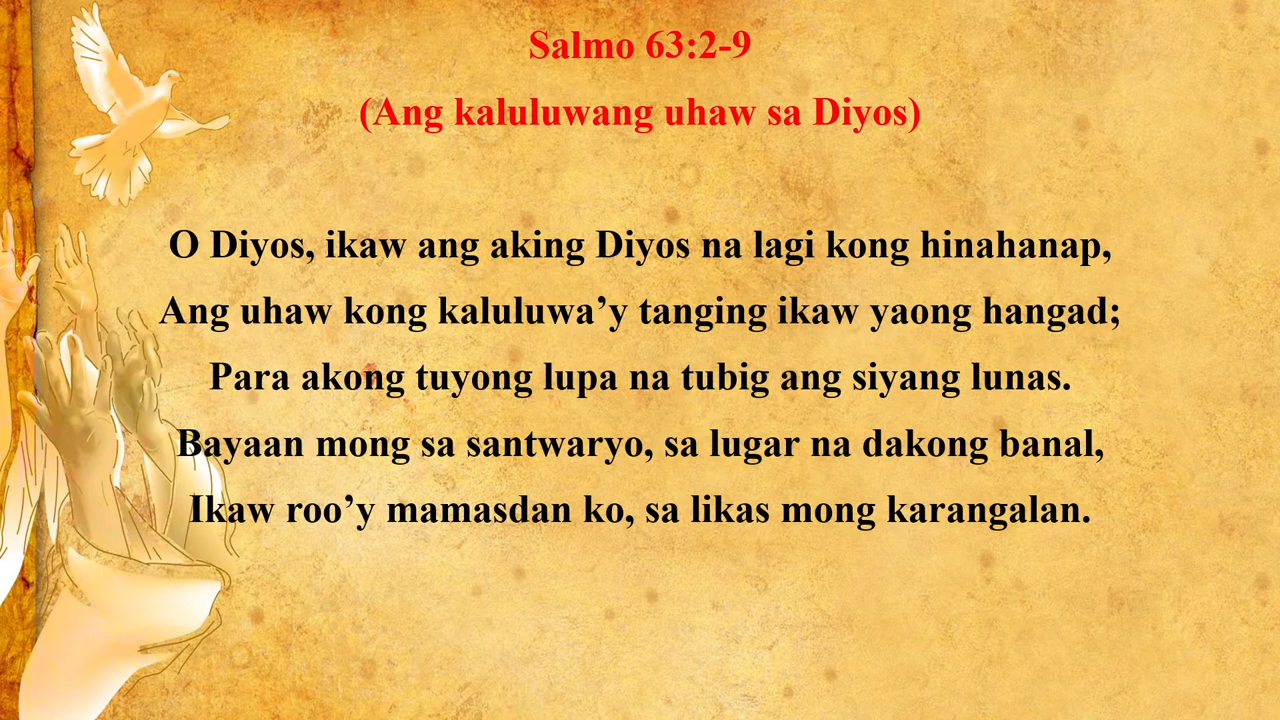 Salmo 63:2-9
(Ang kaluluwang uhaw sa Diyos)
O Diyos, ikaw ang aking Diyos na lagi kong hinahanap,
Ang uhaw kong kaluluwa’y tanging ikaw yaong hangad;
Para akong tuyong lupa na tubig ang siyang lunas.
Bayaan mong sa santwaryo, sa lugar na dakong banal,
Ikaw roo’y mamasdan ko, sa likas mong karangalan.